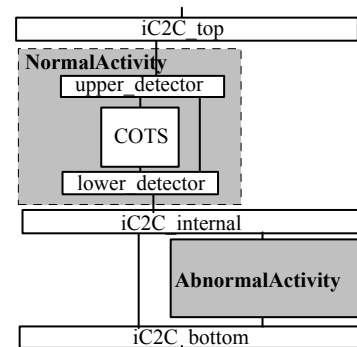 iC2C_top
NormalActivity
upper_detector
COTS
lower_detector
iC2C_internal
AbnormalActivity
iC2C_bottom